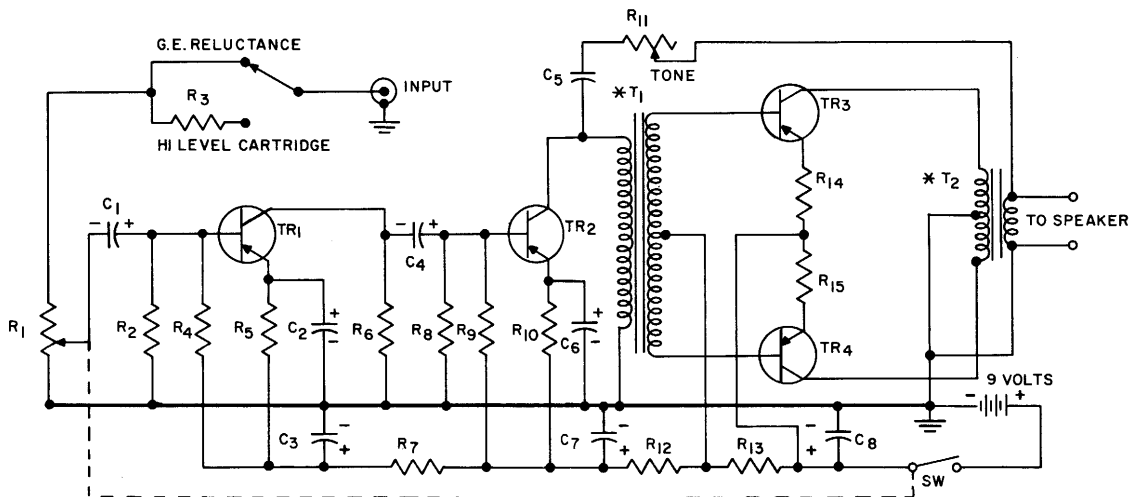 R11
G.E. RELUCTANCE
C5
TONE
INPUT
* T1
TR3
R3
HI LEVEL CARTRIDGE
R14
* T2
− C1 +
TR1
− +
C4
TR2
TO SPEAKER
R15
R1
R2
R4
R5
C2
+
−
R6
R8
R9
R10
C6
+
−
TR4
9 VOLTS
− +
C3
−
+
R7
C7
−
+
R12
R13
−
+
C8
SW